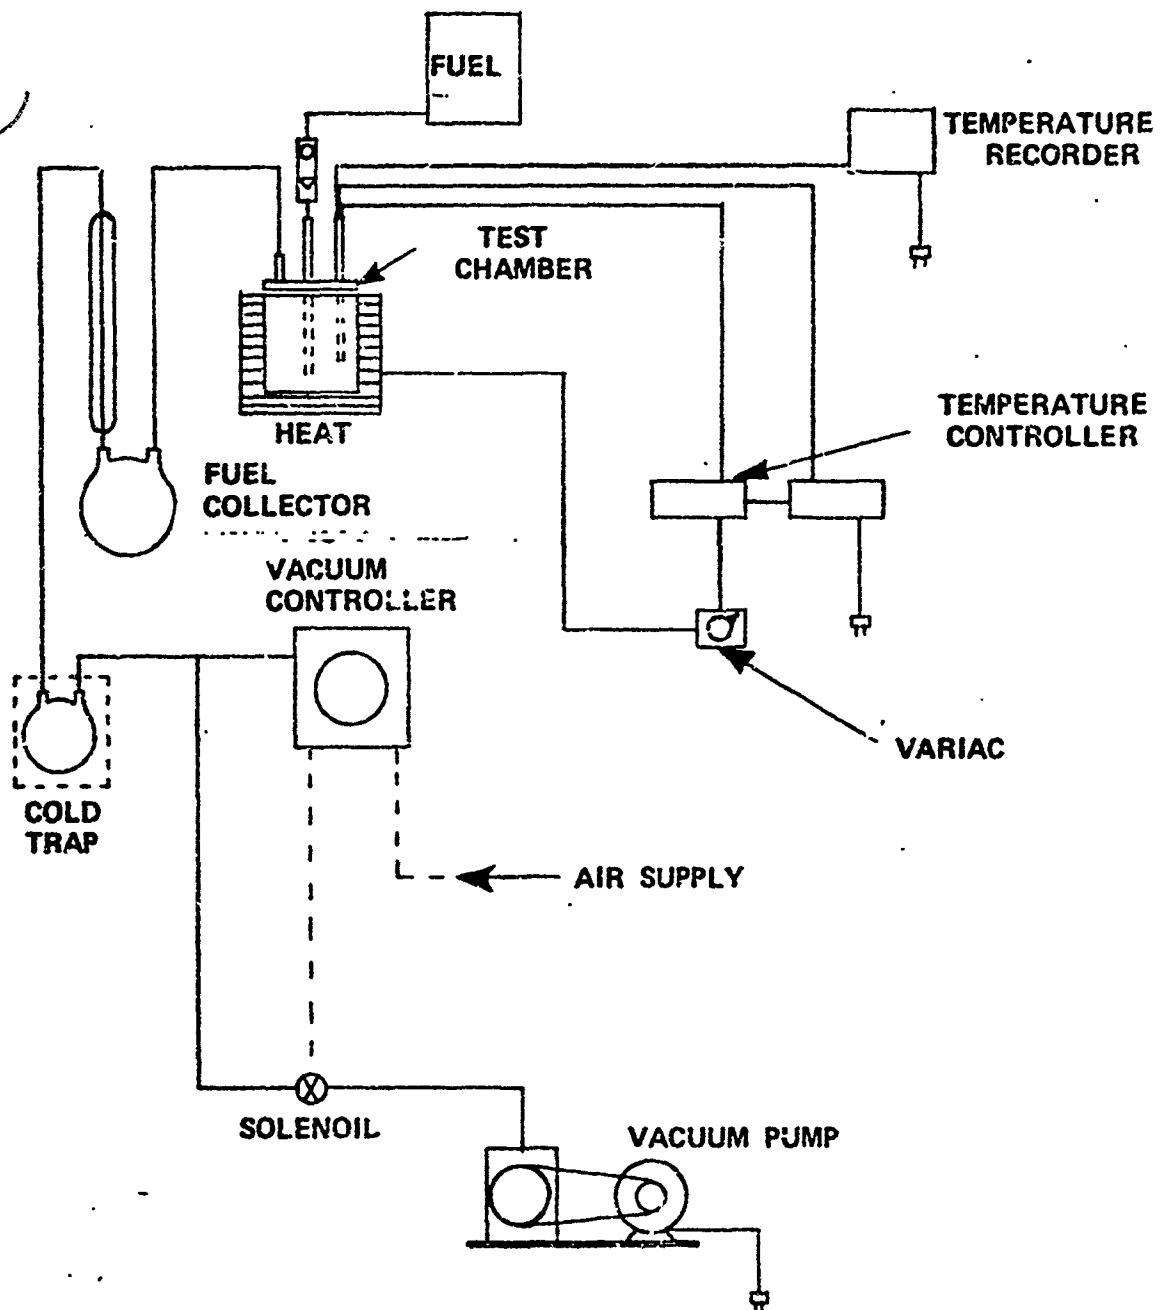 FUEL
TEMPERATURE
RECORDER
TEST
CHAMBER
HEAT
TEMPERATURE
CONTROLLER
FUEL
COLLECTOR
VACUUM
CONTROLLER
VARIAC
COLD
TRAP
AIR SUPPLY
SOLENOIL
VACUUM PUMP